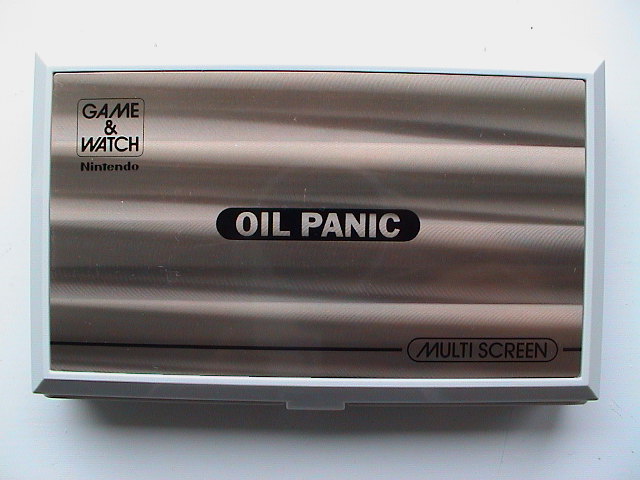 GAME
&
WATCH
Nintendo
OIL PANIC
MULTI SCREEN